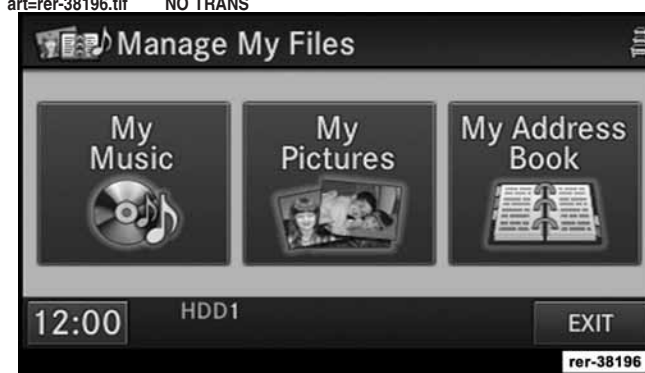 art=rer-38196.tif NO TRANS
Manage My Files
My
Music
My
Pictures
My Address
Book
12:00
HDD1
EXIT
rer-38196